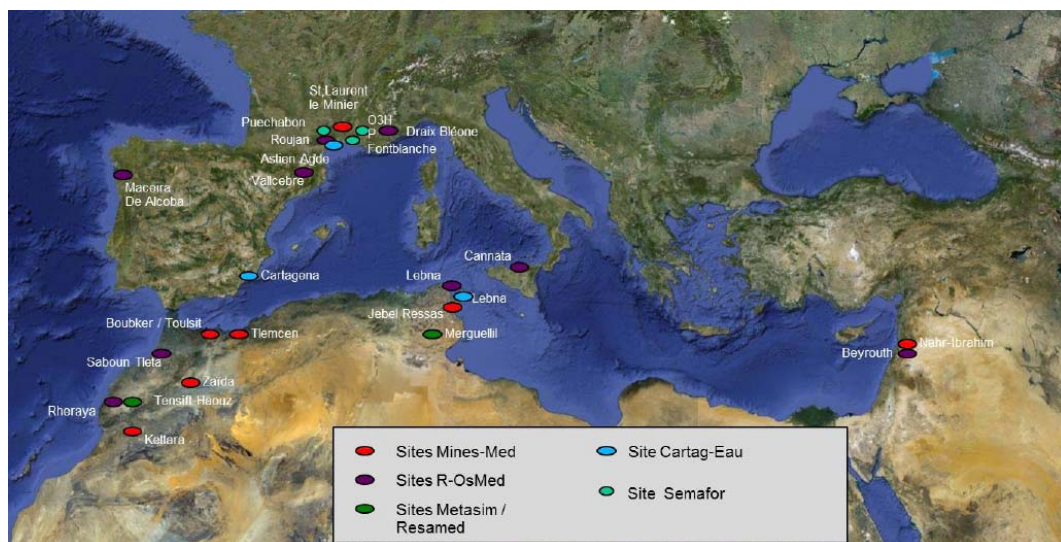 St Laurent
le Minier
Puechabon
O3H
P
Roujan
Draix Bléone
Fontblanche
Astien Agde
Vallcebre
Maceira
De Alcoba
Cannata
Cartagena
Lebna
Lebna
Jebel Ressas
Boubker / Toulsit
Tlemcen
Merguellil
Nahr-Ibrahim
Beyrouth
Saboun Tleta
Zaïda
Rheraya
Tensift-Haouz
Kettara
Sites Mines-Med
Site Cartag-Eau
Sites R-OsMed
Site Semafor
Sites Metasim /
Resamed